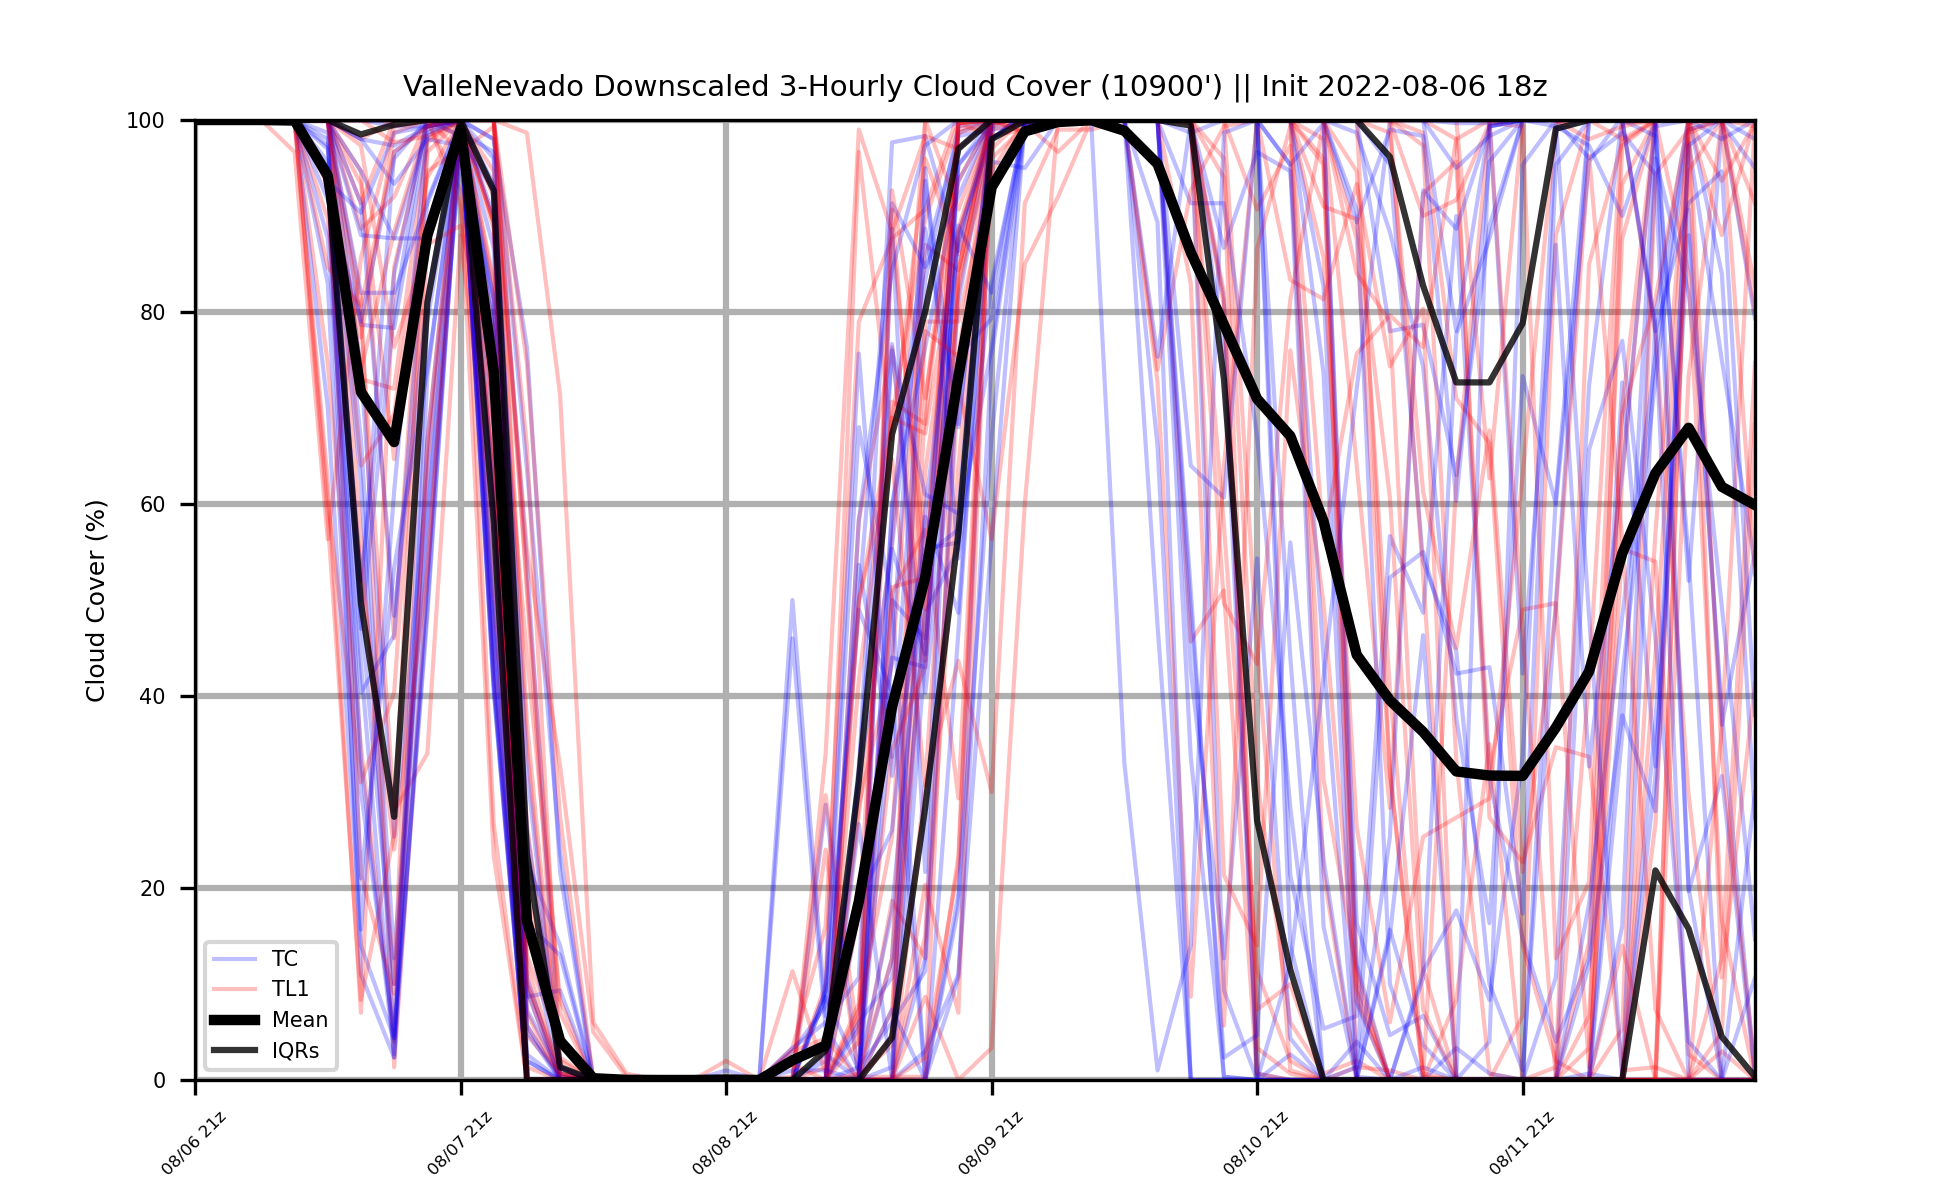 ValleNevado Downscaled 3-Hourly Cloud Cover (10900') || Init 2022-08-06 18z
100
80
60
40
20
0
Cloud Cover (%)
TC
TL1
Mean
IQRs
08/06 21z
08/07 21z
08/08 21z
08/09 21z
08/10 21z
08/11 21z